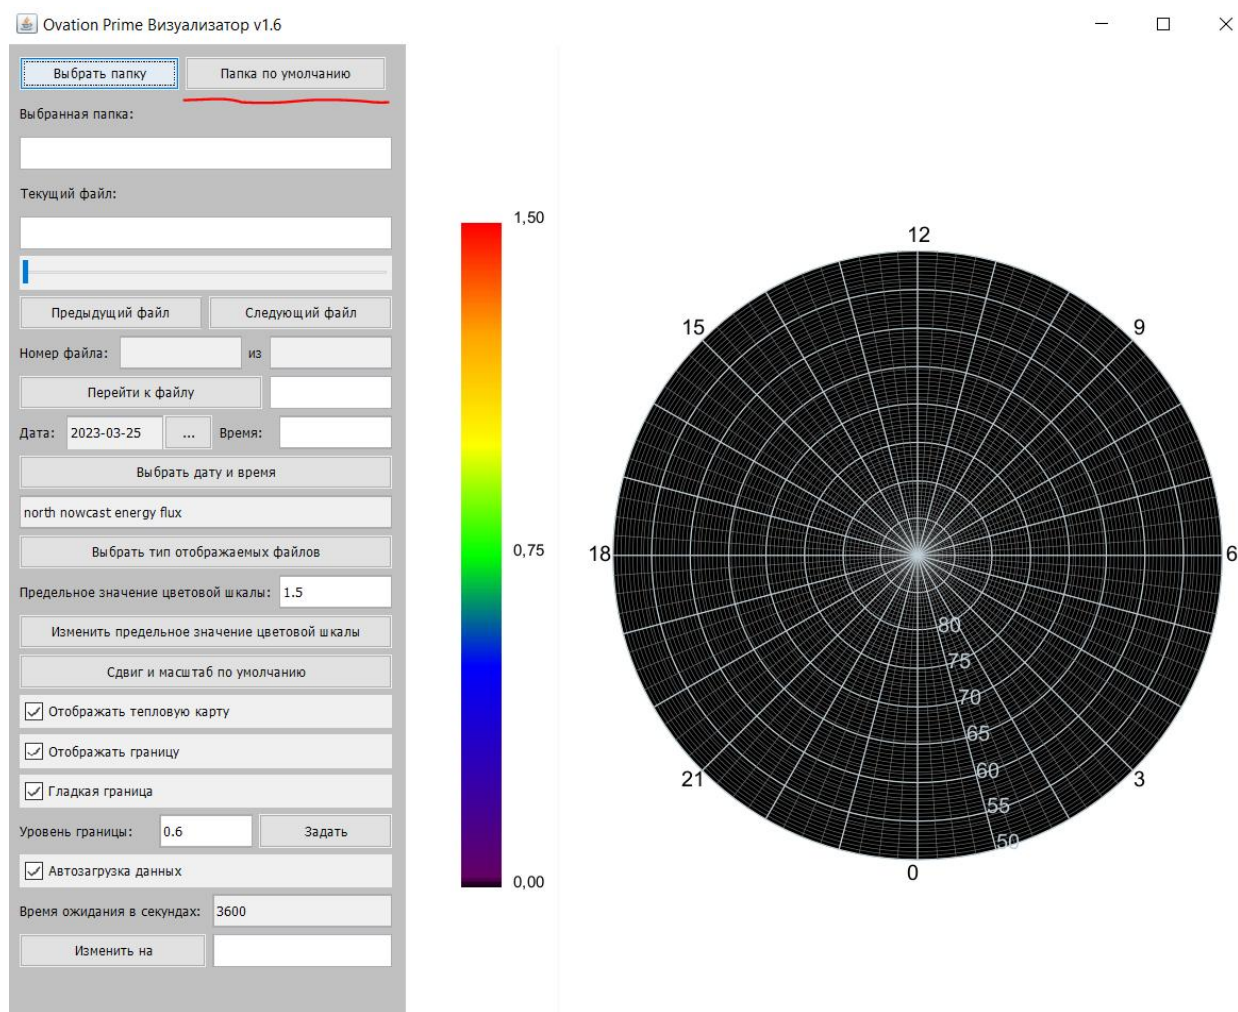 Ovation Prime Визуализатор v1.6
Выбрать папку Папка по умолчанию
Выбранная папка:
Текущий файл:
Предыдущий файл Следующий файл
Номер файла: из
Перейти к файлу
Дата: 2023-03-25 ... Время:
Выбрать дату и время
north nowcast energy flux
Выбрать тип отображаемых файлов
Предельное значение цветовой шкалы: 1.5
Изменить предельное значение цветовой шкалы
Сдвиг и масштаб по умолчанию
Отображать тепловую карту
Отображать границу
Гладкая граница
Уровень границы: 0.6 Задать
Автозагрузка данных
Время ожидания в секундах: 3600
Изменить на
1,50
0,75
0,00
12
15 9
18 6
80
75
70
65
60
55
50
21 3
0